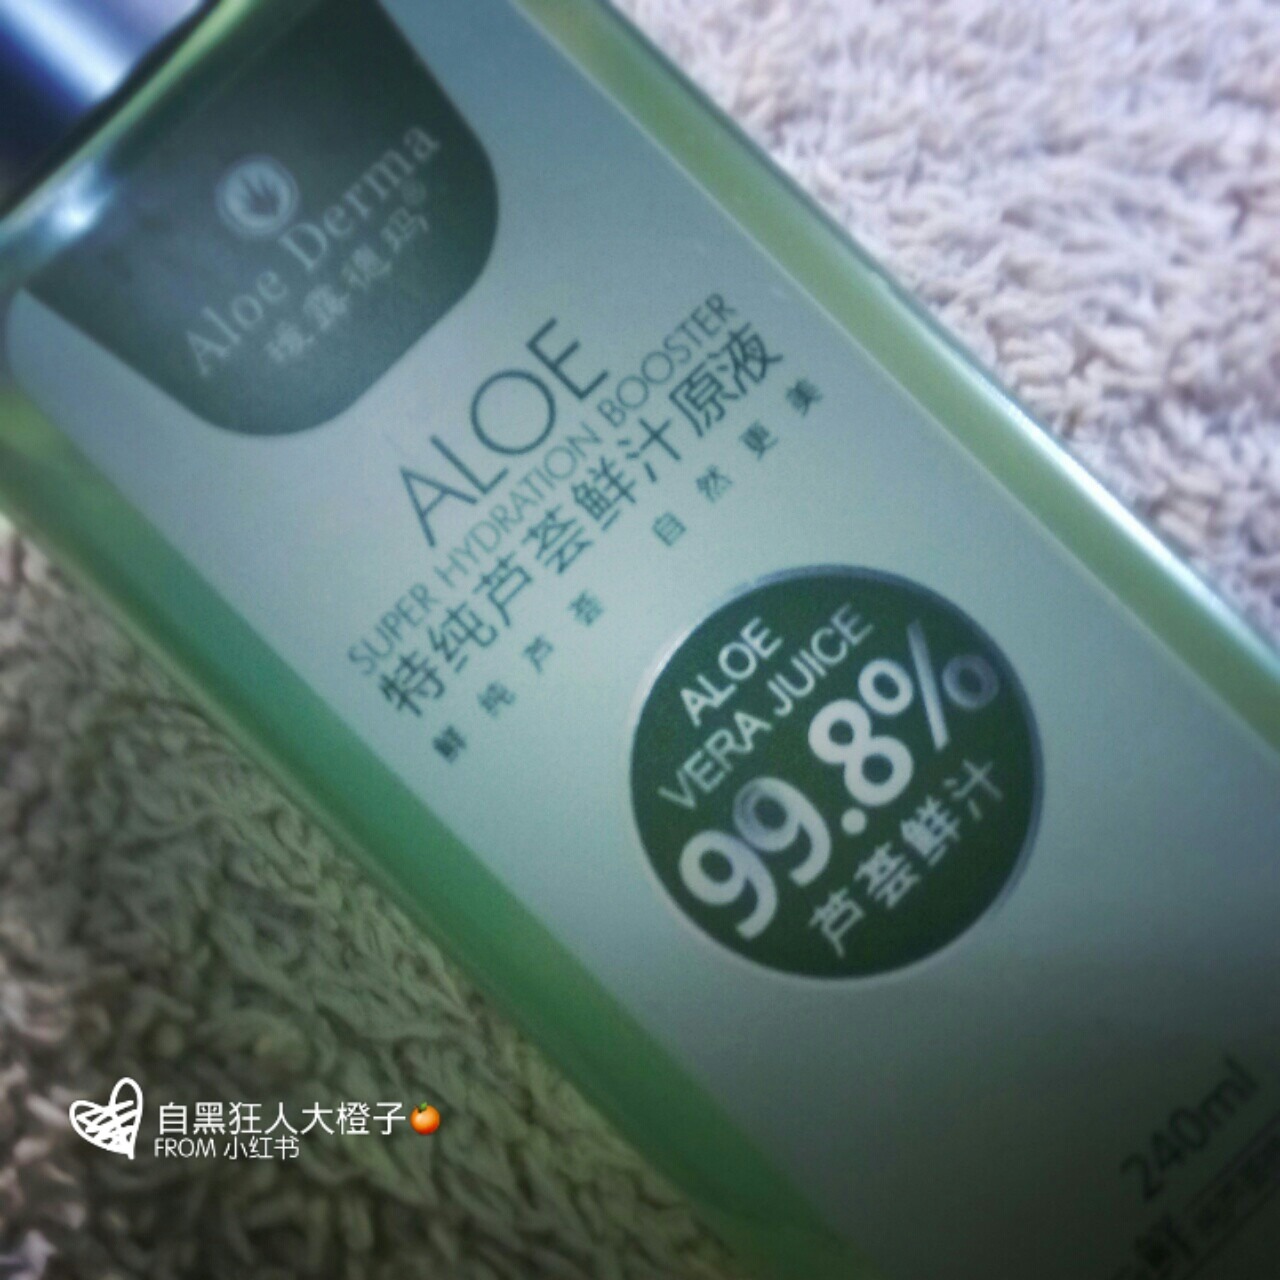 Aloe Derma
瑷露德玛®
ALOE
SUPER HYDRATION BOOSTER
特纯芦荟鲜汁原液
鲜纯芦荟 自然更美
ALOE
VERA JUICE
99.8%
芦荟鲜汁
240ml
自黑狂人大橙子🍊
FROM 小红书